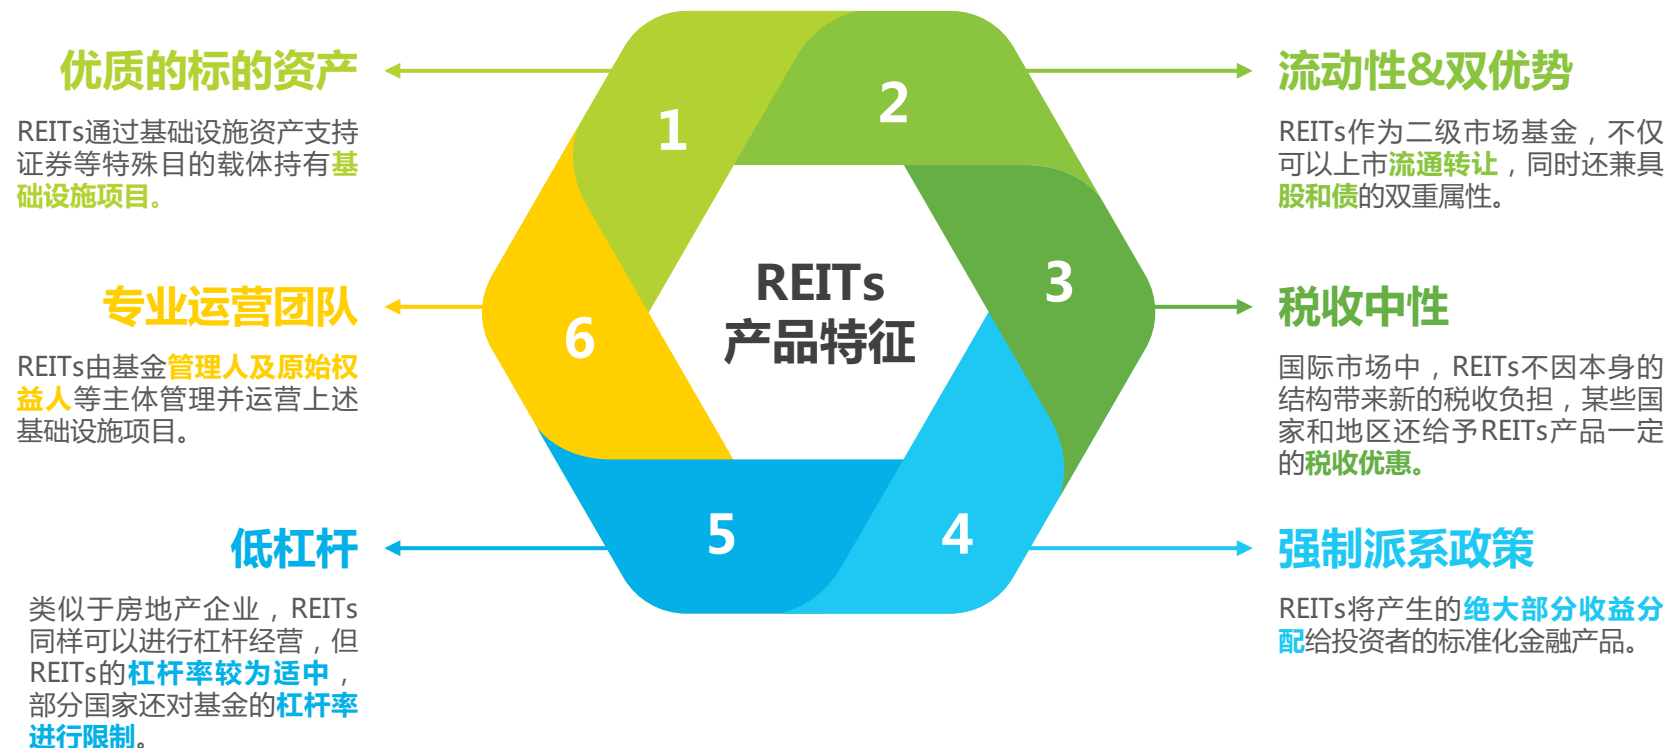 优质的标的资产
REITs通过基础设施资产支持
证券等特殊目的载体持有基
础设施项目。
专业运营团队
REITs由基金管理人及原始权
益人等主体管理并运营上述
基础设施项目。
低杠杆
类似于房地产企业，REITs
同样可以进行杠杆经营，但
REITs的杠杆率较为适中，
部分国家还对基金的杠杆率
进行限制。
1
2
3
4
5
6
REITs
产品特征
流动性&双优势
REITs作为二级市场基金，不仅
可以上市流通转让，同时还兼具
股和债的双重属性。
税收中性
国际市场中，REITs不因本身的
结构带来新的税收负担，某些国
家和地区还给予REITs产品一定
的税收优惠。
强制派系政策
REITs将产生的绝大部分收益分
配给投资者的标准化金融产品。